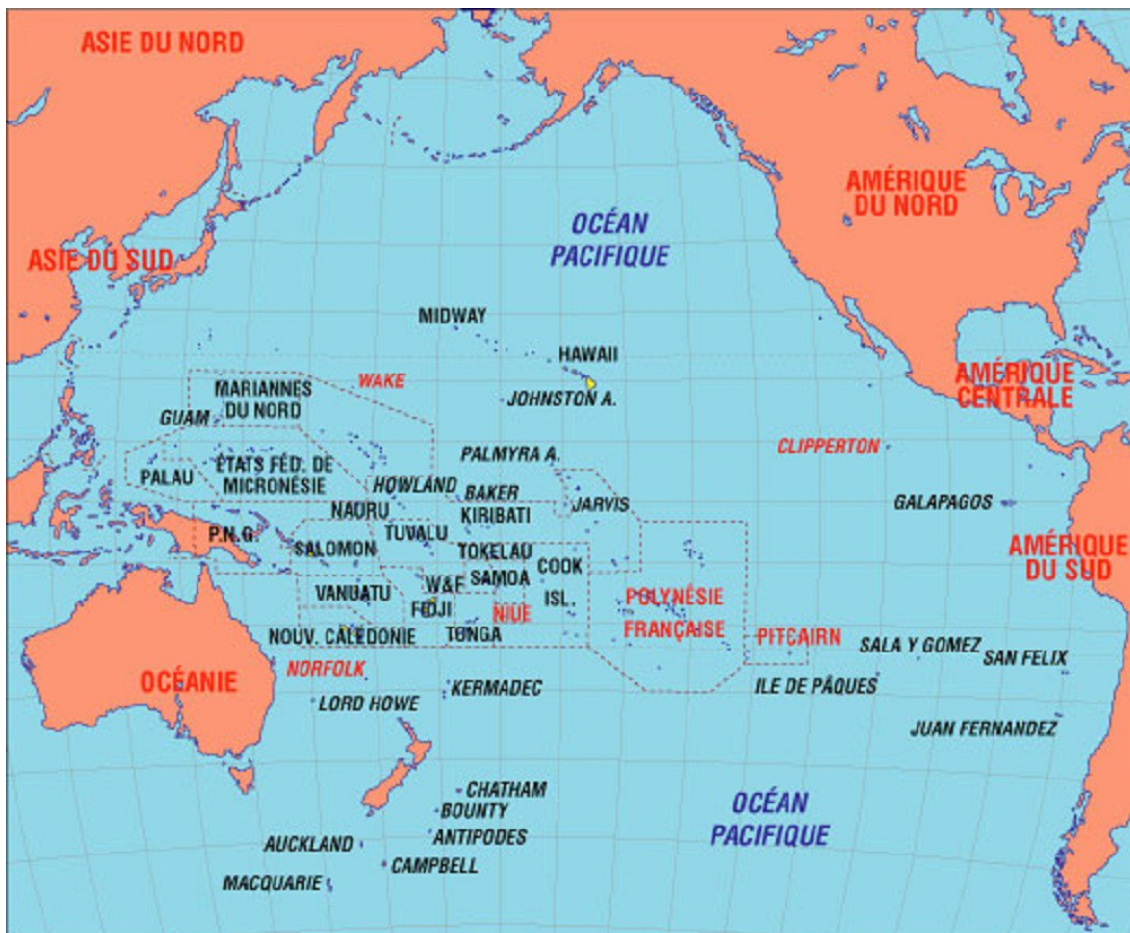 ASIE DU NORD
AMÉRIQUE
DU NORD
OCÉAN
PACIFIQUE
ASIE DU SUD
MIDWAY
HAWAII
WAKE
MARIANNES
DU NORD
JOHNSTON A.
AMÉRIQUE
CENTRALE
GUAM
CLIPPERTON
PALMYRA A.
ÉTATS FÉD. DE
MICRONÉSIE
PALAU
HOWLAND
BAKER
JARVIS
GALAPAGOS
NAURU
KIRIBATI
P.N.G.
TUVALU
SALOMON
TOKELAU
COOK
ISL.
AMÉRIQUE
DU SUD
W&F
SAMOA
VANUATU
FIDJI
NIUE
POLYNÉSIE
FRANÇAISE
NOUV. CALÉDONIE
TONGA
PITCAIRN
SALA Y GOMEZ
SAN FELIX
OCÉANIE
NORFOLK
KERMADEC
ILE DE PÂQUES
LORD HOWE
JUAN FERNANDEZ
CHATHAM
BOUNTY
OCÉAN
PACIFIQUE
ANTIPODES
AUCKLAND
CAMPBELL
MACQUARIE